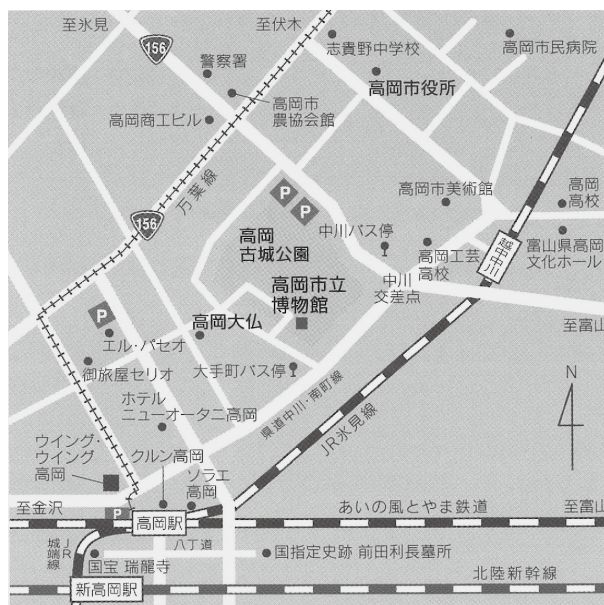 至氷見
156
至伏木
志貴野中学校
高岡市民病院
警察署
高岡市役所
高岡市
農協会館
高岡商工ビル
万葉線
P
P
高岡市美術館
高岡
高校
156
高岡
古城公園
中川バス停
高岡工芸
高校
越中中川
富山県高岡
文化ホール
高岡市立
博物館
中川
交差点
P
高岡大仏
至富山
エル・パセオ
御旅屋セリオ
大手町バス停
県道中川・南町線
JR氷見線
N
ホテル
ニューオータニ高岡
ウイング・
ウイング
高岡
クルン高岡
ソラエ
高岡
至金沢
P
高岡駅
あいの風とやま鉄道
至富山
JR
城端線
八丁道
国宝 瑞龍寺
国指定史跡 前田利長墓所
新高岡駅
北陸新幹線